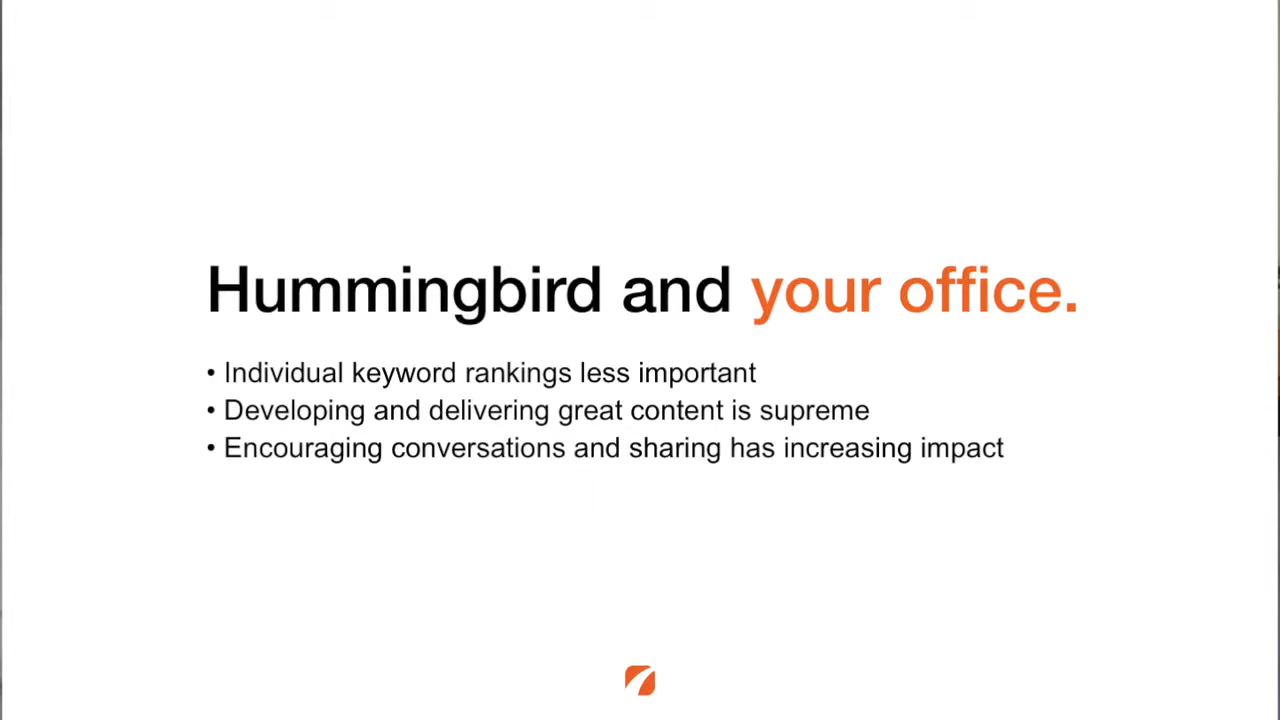 Hummingbird and your office.
• Individual keyword rankings less important
• Developing and delivering great content is supreme
• Encouraging conversations and sharing has increasing impact